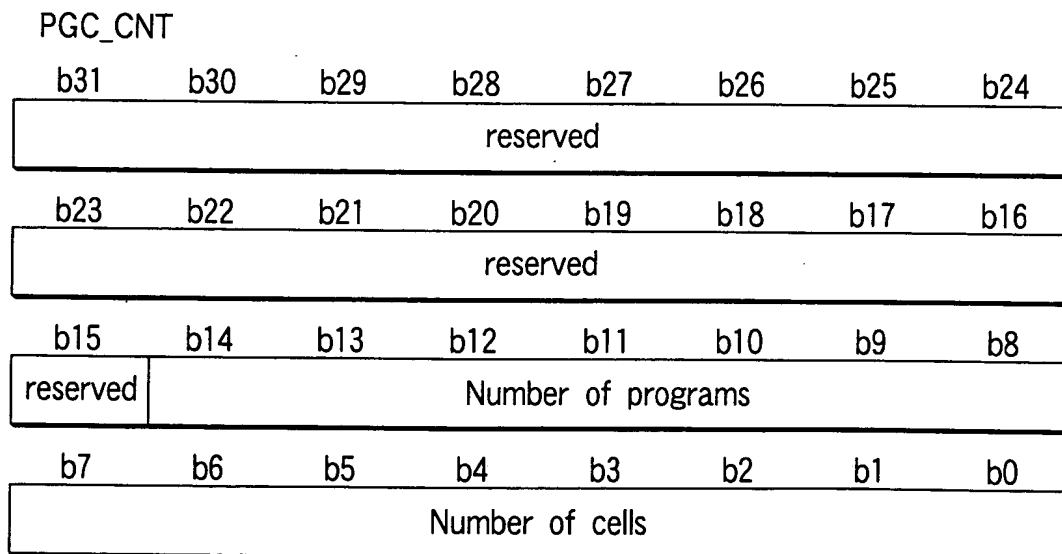 PGC_CNT
b31 b30 b29 b28 b27 b26 b25 b24
reserved
b23 b22 b21 b20 b19 b18 b17 b16
reserved
b15 b14 b13 b12 b11 b10 b9 b8
reserved Number of programs
b7 b6 b5 b4 b3 b2 b1 b0
Number of cells